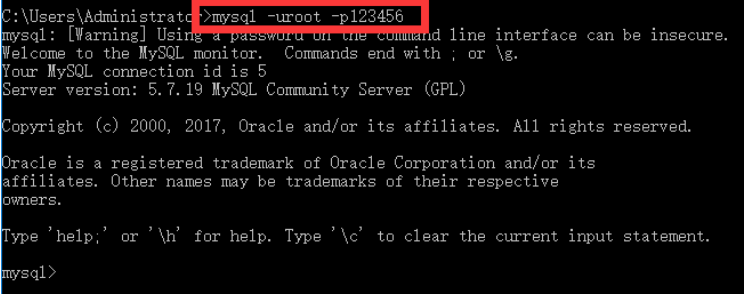 C:\Users\Administrator>mysql -uroot -p123456
mysql: [Warning] Using a password on the command line interface can be insecure.
Welcome to the MySQL monitor.  Commands end with ; or \g.
Your MySQL connection id is 5
Server version: 5.7.19 MySQL Community Server (GPL)
Copyright (c) 2000, 2017, Oracle and/or its affiliates. All rights reserved.
Oracle is a registered trademark of Oracle Corporation and/or its
affiliates. Other names may be trademarks of their respective
owners.
Type 'help;' or '\h' for help. Type '\c' to clear the current input statement.
mysql>